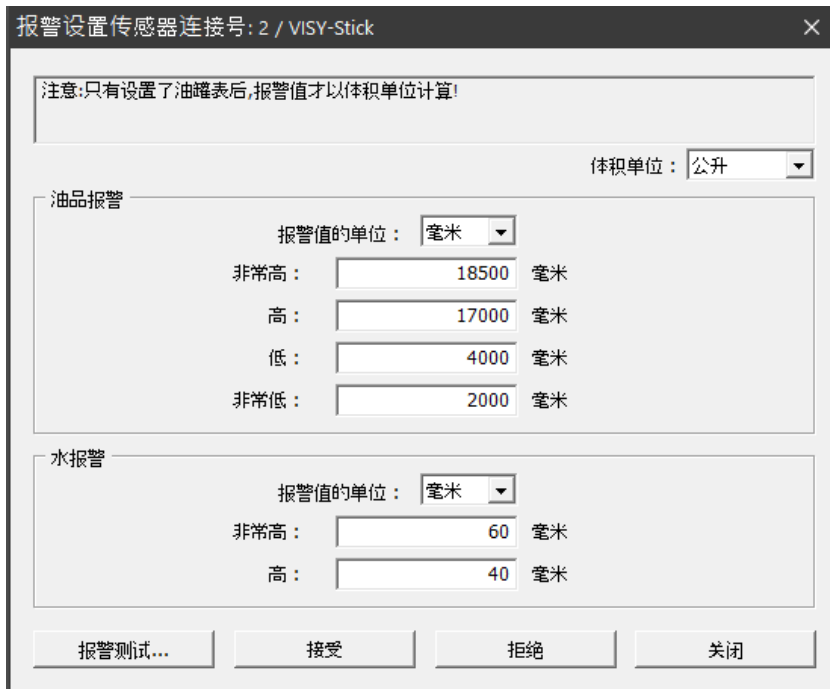 报警设置传感器连接号: 2 / VISY-Stick
注意:只有设置了油罐表后,报警值才以体积单位计算!
体积单位： 公升
油品报警
报警值的单位： 毫米
非常高： 18500 毫米
高： 17000 毫米
低： 4000 毫米
非常低： 2000 毫米
水报警
报警值的单位： 毫米
非常高： 60 毫米
高： 40 毫米
报警测试... 接受 拒绝 关闭